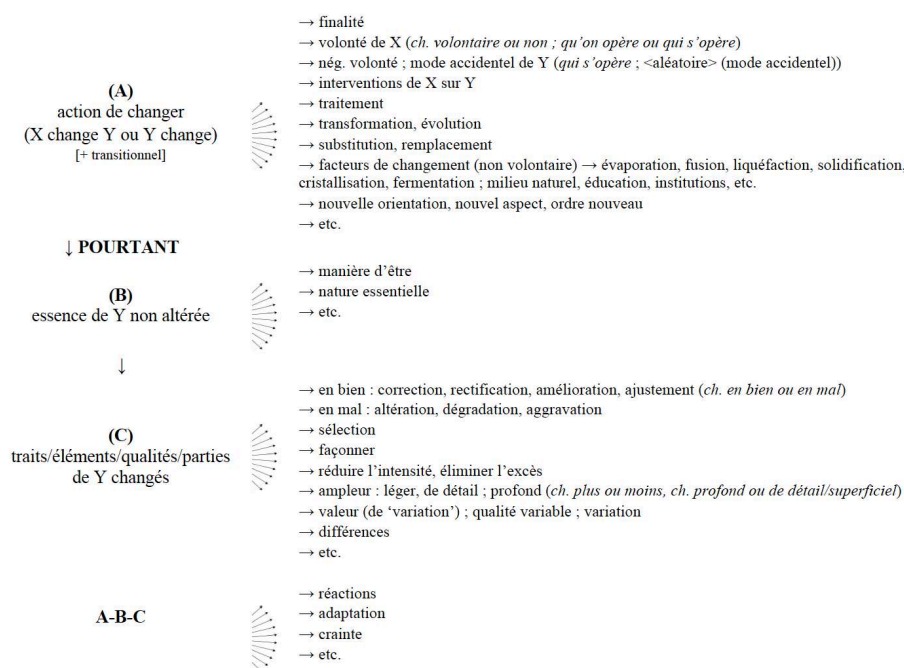 → finalité
→ volonté de X (ch. volontaire ou non ; qu’on opère ou qui s’opère)
→ nég. volonté ; mode accidentel de Y (qui s’opère ; <aléatoire> (mode accidentel))
→ interventions de X sur Y
(A)
action de changer
(X change Y ou Y change)
[+ transitionnel]
→ traitement
→ transformation, évolution
→ substitution, remplacement
→ facteurs de changement (non volontaire) → évaporation, fusion, liquéfaction, solidification,
cristallisation, fermentation ; milieu naturel, éducation, institutions, etc.
→ nouvelle orientation, nouvel aspect, ordre nouveau
→ etc.
↓ POURTANT
(B)
essence de Y non altérée
→ manière d’être
→ nature essentielle
→ etc.
↓
(C)
traits/éléments/qualités/parties
de Y changés
→ en bien : correction, rectification, amélioration, ajustement (ch. en bien ou en mal)
→ en mal : altération, dégradation, aggravation
→ sélection
→ façonner
→ réduire l’intensité, éliminer l’excès
→ ampleur : léger, de détail ; profond (ch. plus ou moins, ch. profond ou de détail/superficiel)
→ valeur (de ‘variation’) ; qualité variable ; variation
→ différences
→ etc.
A-B-C
→ réactions
→ adaptation
→ crainte
→ etc.